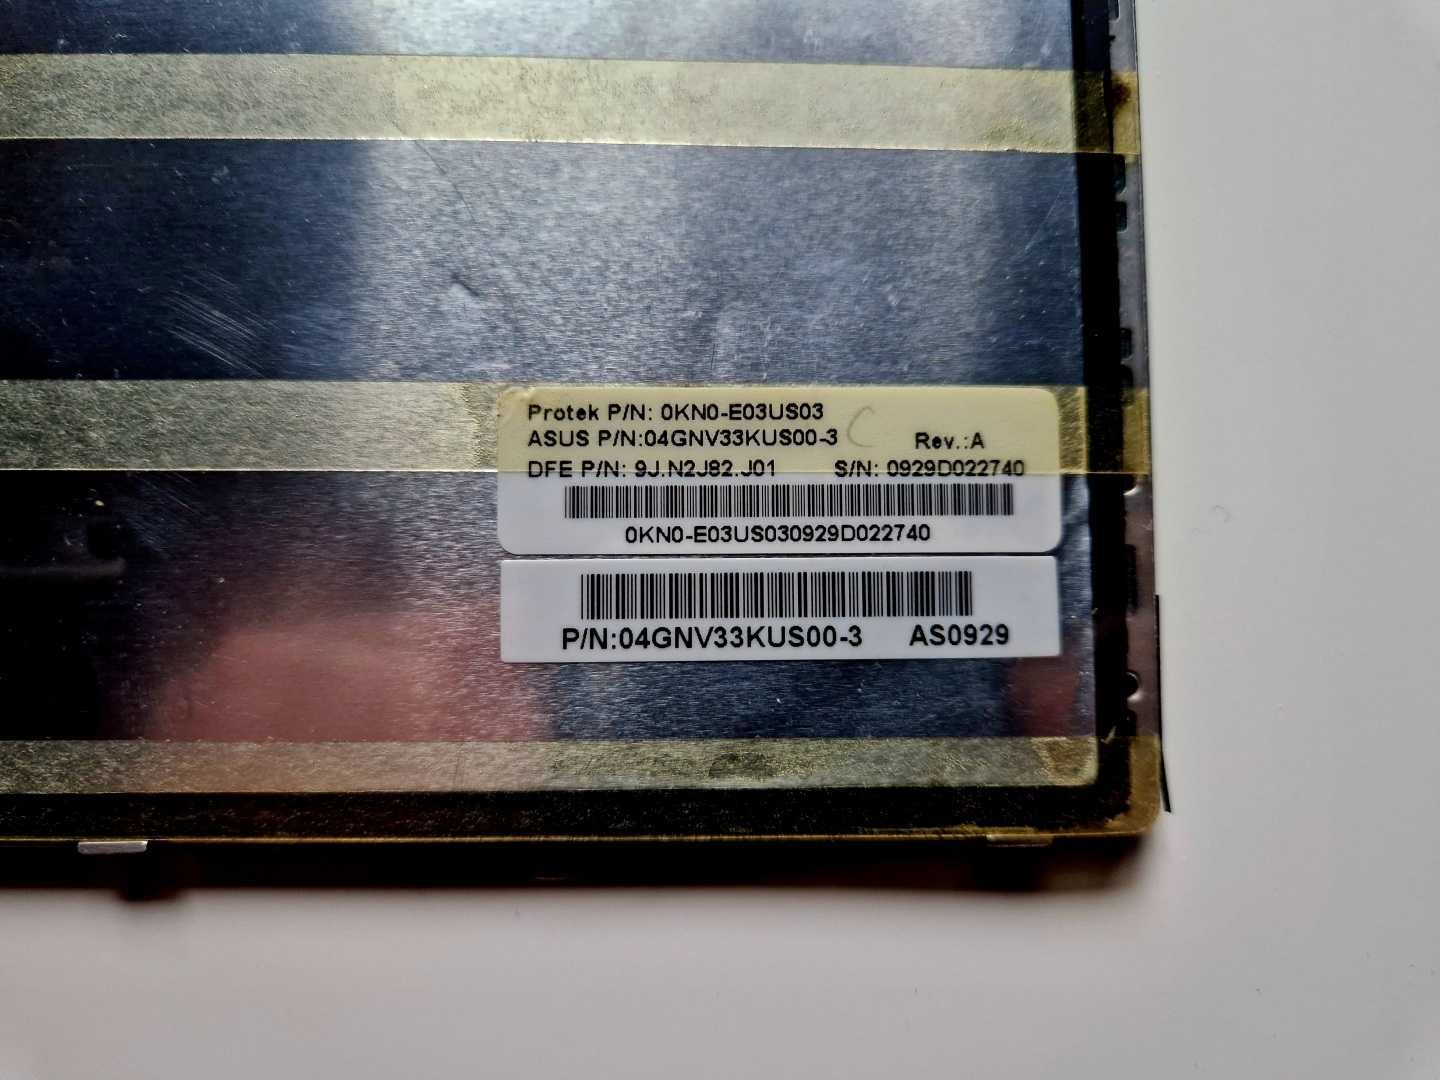 Protek P/N: 0KN0-E03US03
ASUS P/N:04GNV33KUS00-3 C Rev.:A
DFE P/N: 9J.N2J82.J01 S/N: 0929D022740
0KN0-E03US030929D022740
P/N:04GNV33KUS00-3 AS0929